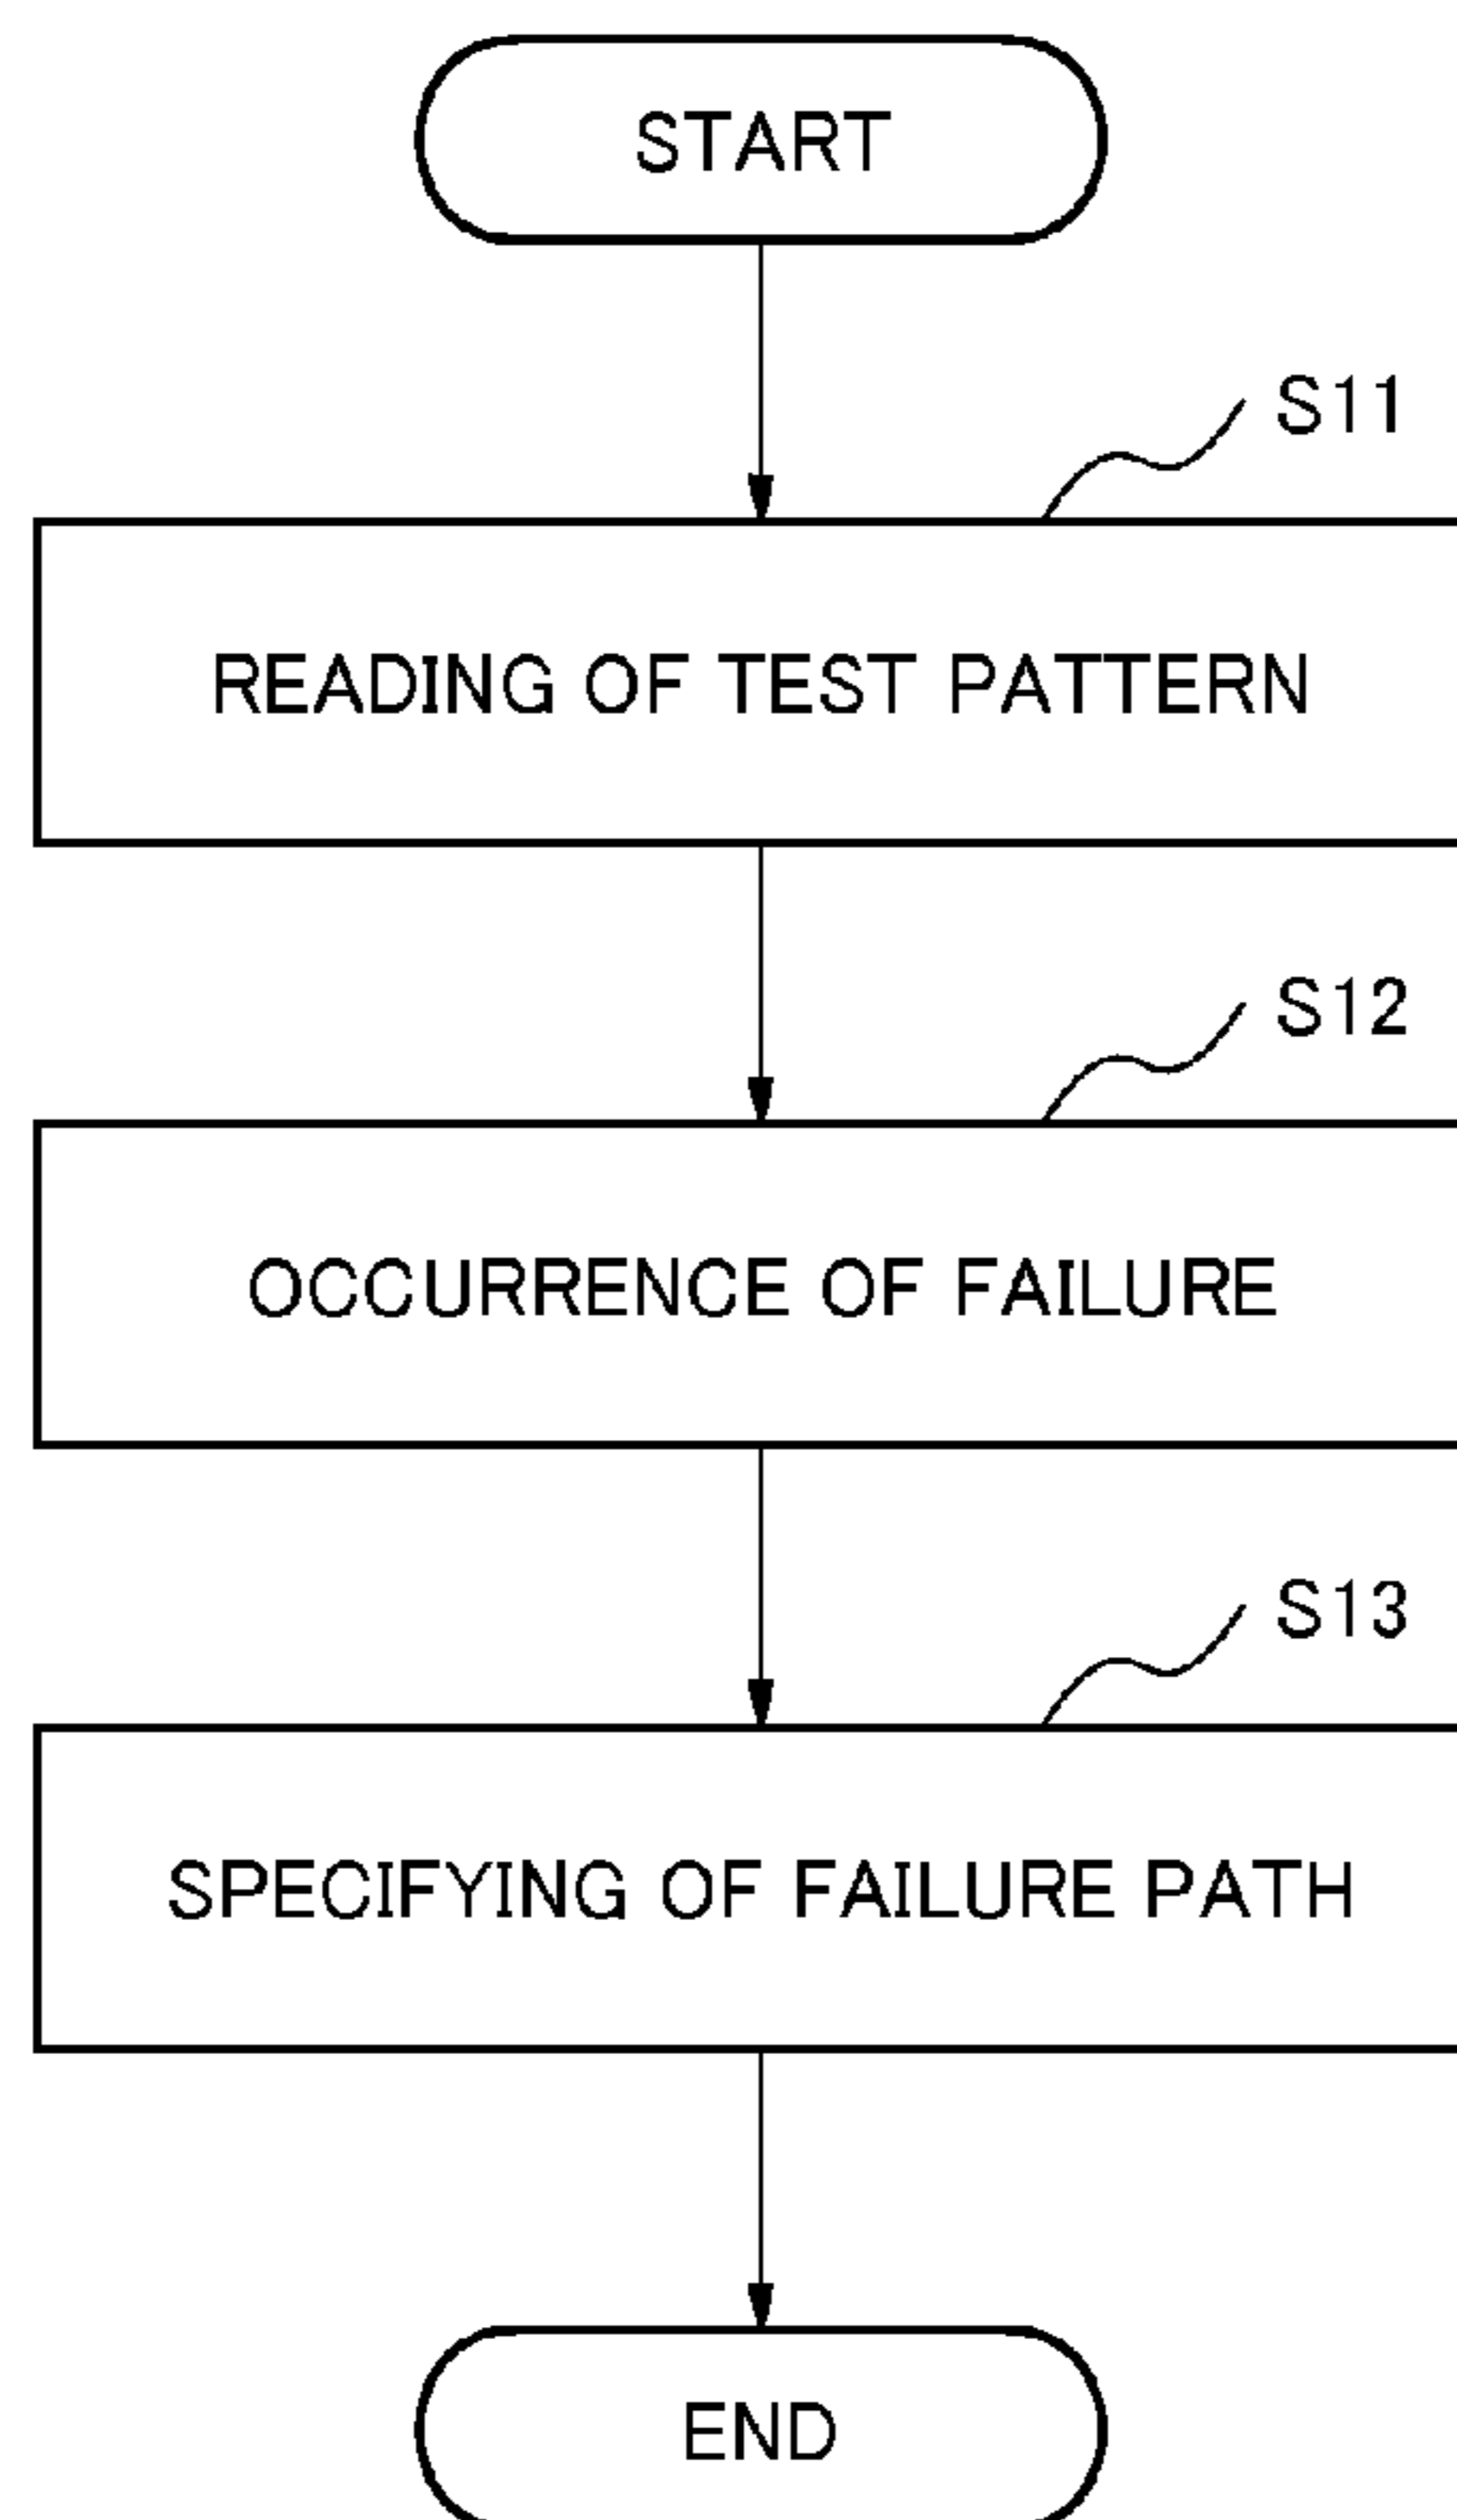 START
S11
READING OF TEST PATTERN
S12
OCCURRENCE OF FAILURE
S13
SPECIFYING OF FAILURE PATH
END